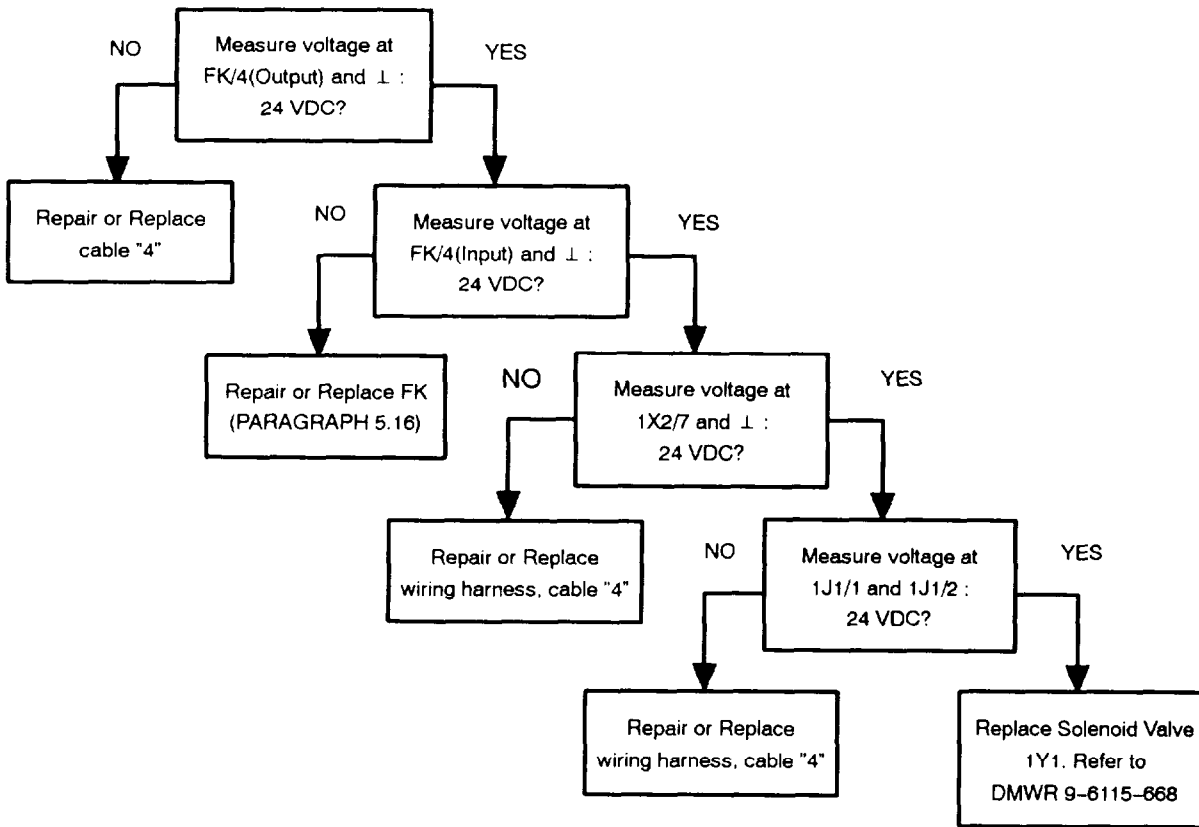 NO
Measure voltage at
FK/4(Output) and ⊥ :
24 VDC?
YES
Repair or Replace
cable "4"
NO
Measure voltage at
FK/4(Input) and ⊥ :
24 VDC?
YES
Repair or Replace FK
(PARAGRAPH 5.16)
NO
Measure voltage at
1X2/7 and ⊥ :
24 VDC?
YES
Repair or Replace
wiring harness, cable "4"
NO
Measure voltage at
1J1/1 and 1J1/2 :
24 VDC?
YES
Repair or Replace
wiring harness, cable "4"
Replace Solenoid Valve
1Y1. Refer to
DMWR 9-6115-668